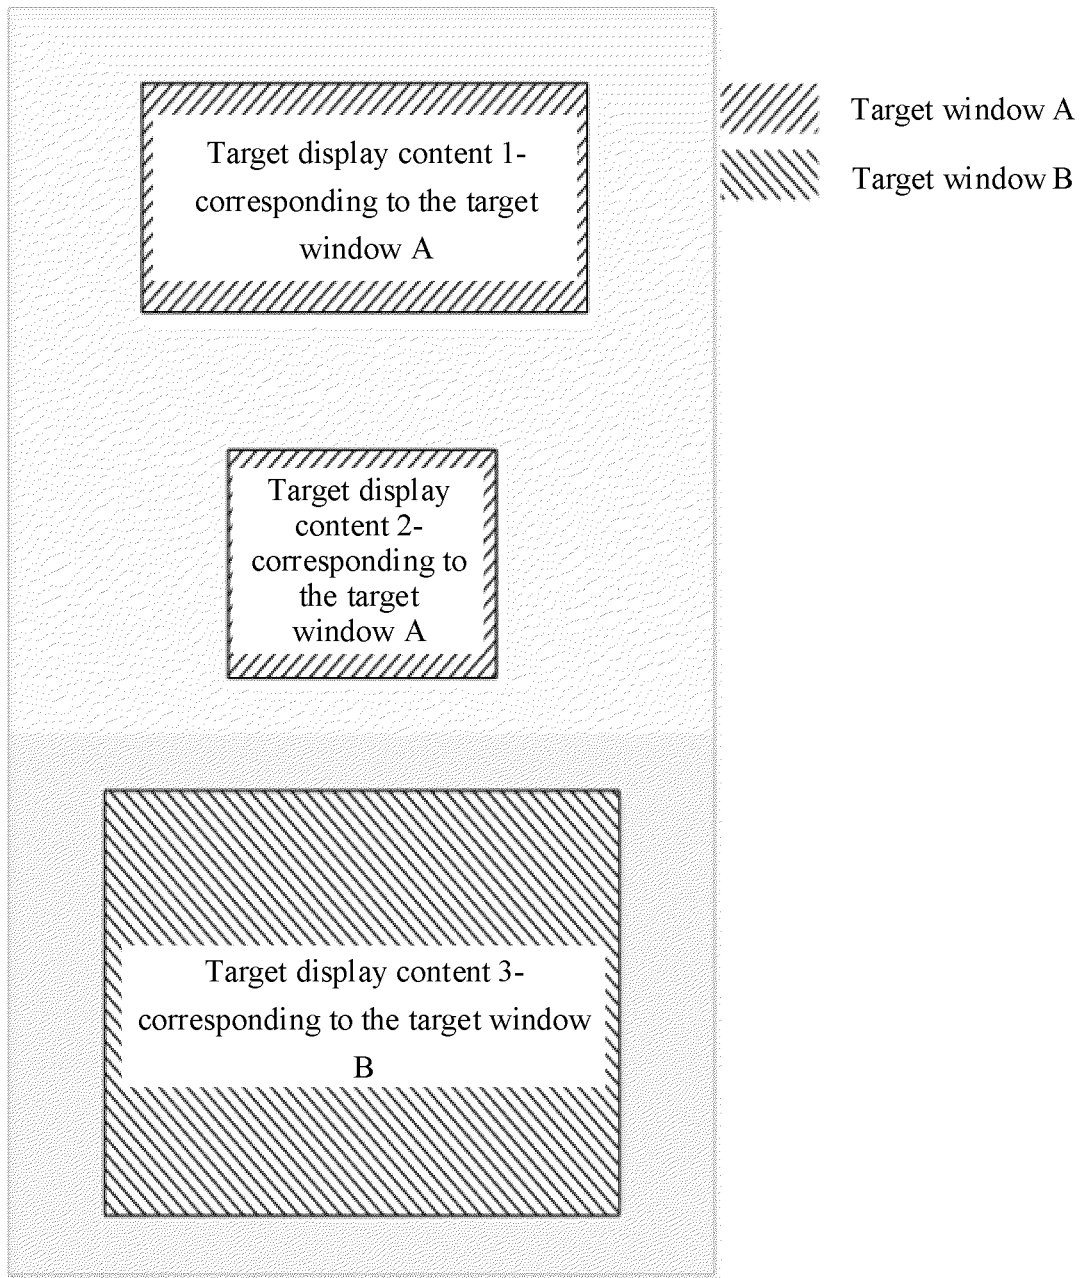 Target display content 1-
corresponding to the target
window A
Target window A
Target window B
Target display
content 2-
corresponding to
the target
window A
Target display content 3-
corresponding to the target window
B